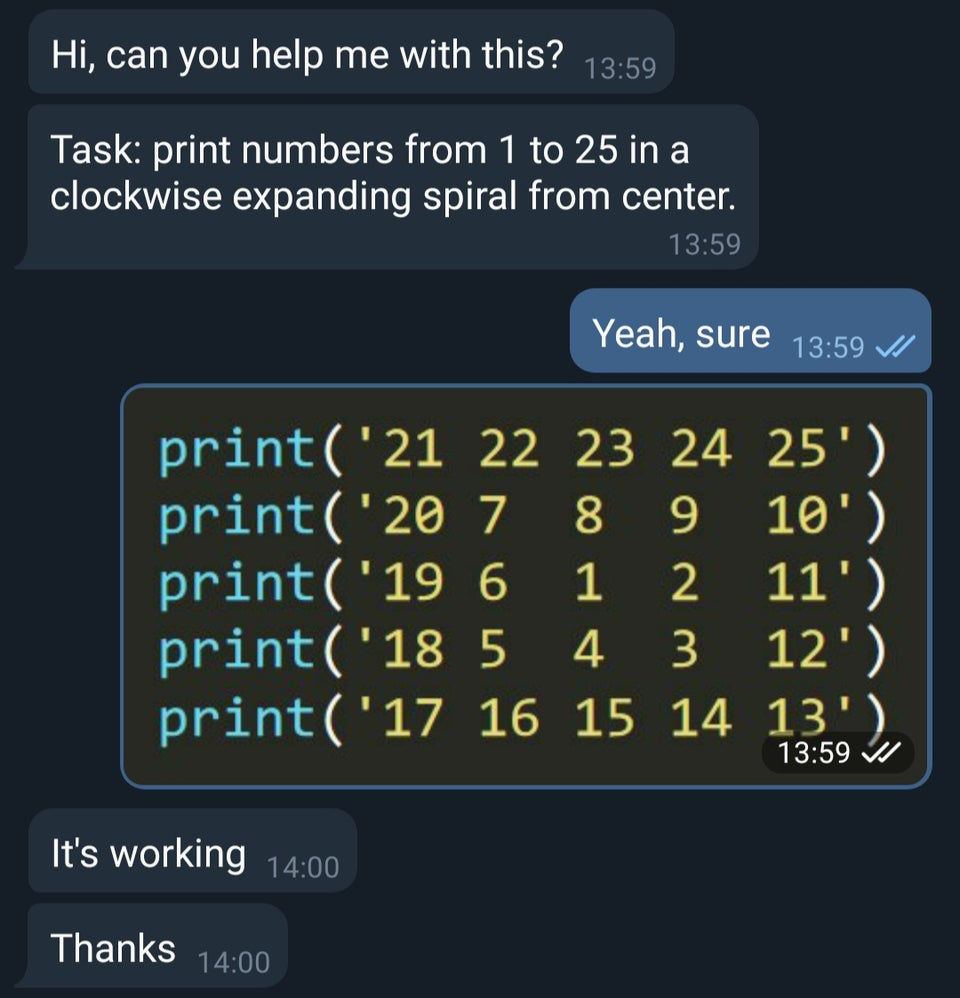 Hi, can you help me with this? 13:59
Task: print numbers from 1 to 25 in a
clockwise expanding spiral from center.
13:59
Yeah, sure 13:59
print('21 22 23 24 25')
print('20 7  8  9  10')
print('19 6  1  2  11')
print('18 5  4  3  12')
print('17 16 15 14 13')
13:59
It's working 14:00
Thanks 14:00